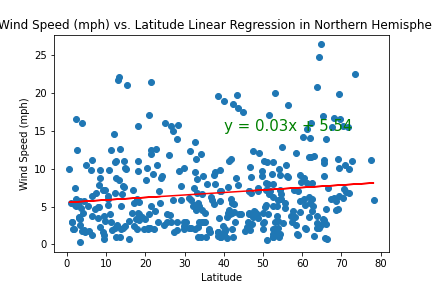 Wind Speed (mph) vs. Latitude Linear Regression in Northern Hemisphe
25
20
15
10
5
0
Wind Speed (mph)
y = 0.03x + 5.54
0 10 20 30 40 50 60 70 80
Latitude